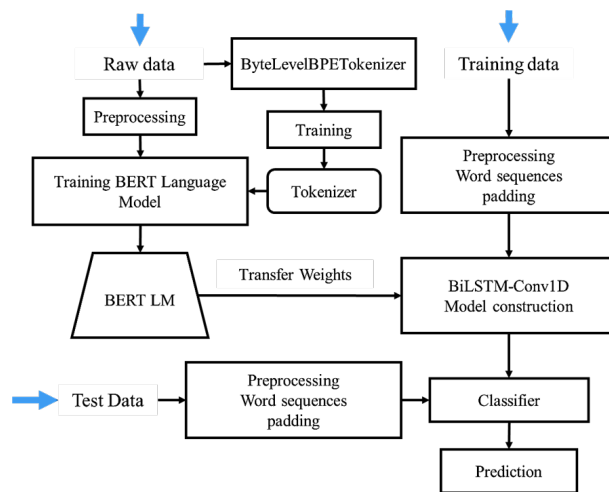 Raw data
ByteLevelBPETokenizer
Training data
Preprocessing
Training
Preprocessing
Word sequences
padding
Training BERT Language
Model
Tokenizer
Transfer Weights
BERT LM
BiLSTM-Conv1D
Model construction
Test Data
Preprocessing
Word sequences
padding
Classifier
Prediction